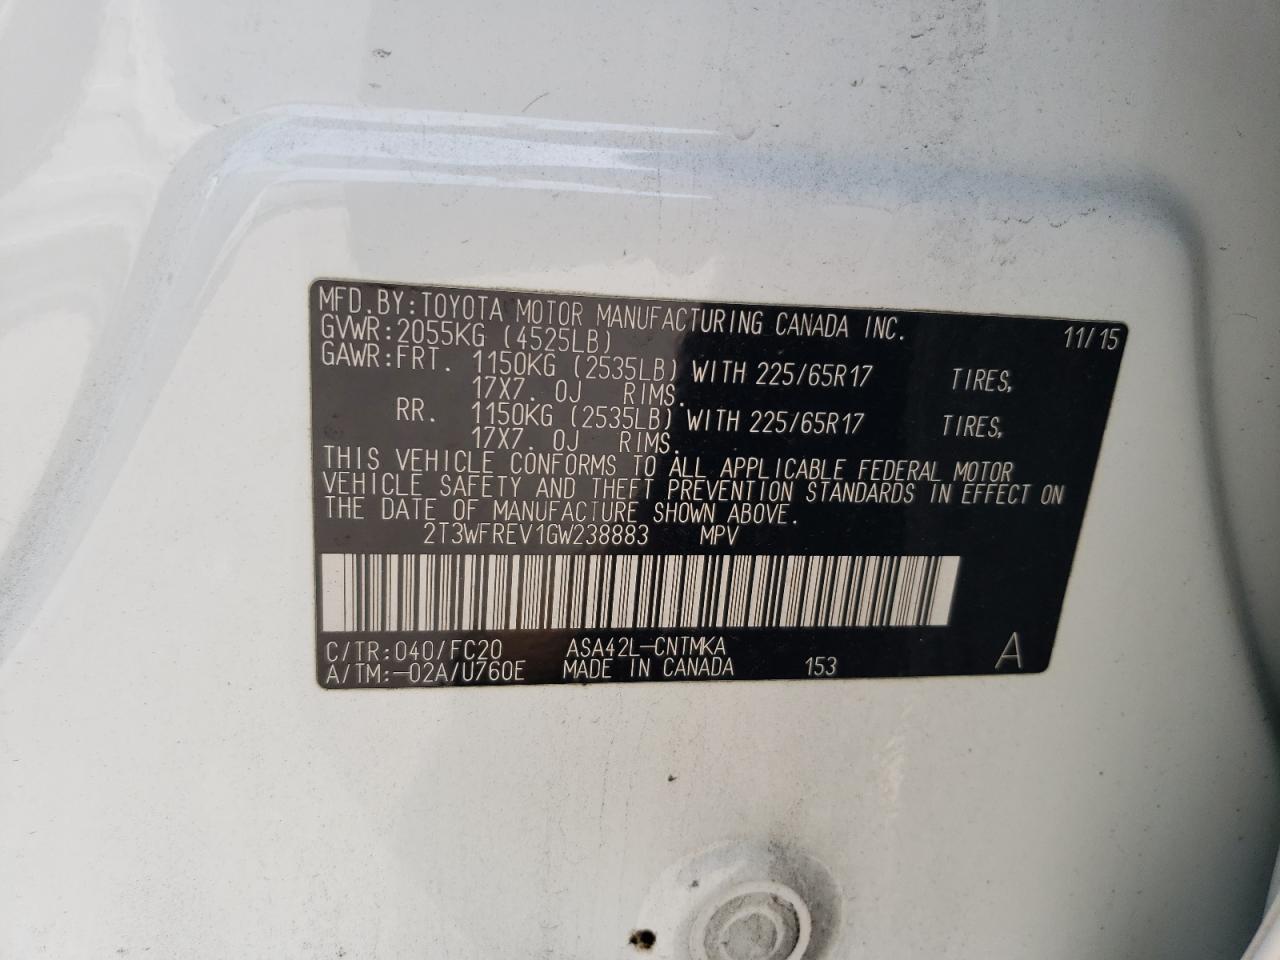 MFD.BY:TOYOTA MOTOR MANUFACTURING CANADA INC. 11/15
GVWR:2055KG (4525LB)
GAWR:FRT. 1150KG (2535LB) WITH 225/65R17 TIRES,
17X7. 0J RIMS.
RR. 1150KG (2535LB) WITH 225/65R17 TIRES,
17X7. 0J RIMS.
THIS VEHICLE CONFORMS TO ALL APPLICABLE FEDERAL MOTOR
VEHICLE SAFETY AND THEFT PREVENTION STANDARDS IN EFFECT ON
THE DATE OF MANUFACTURE SHOWN ABOVE.
2T3WFREV1GW238883 MPV
C/TR:040/FC20 ASA42L-CNTMKA
A/TM:-02A/U760E MADE IN CANADA 153 A